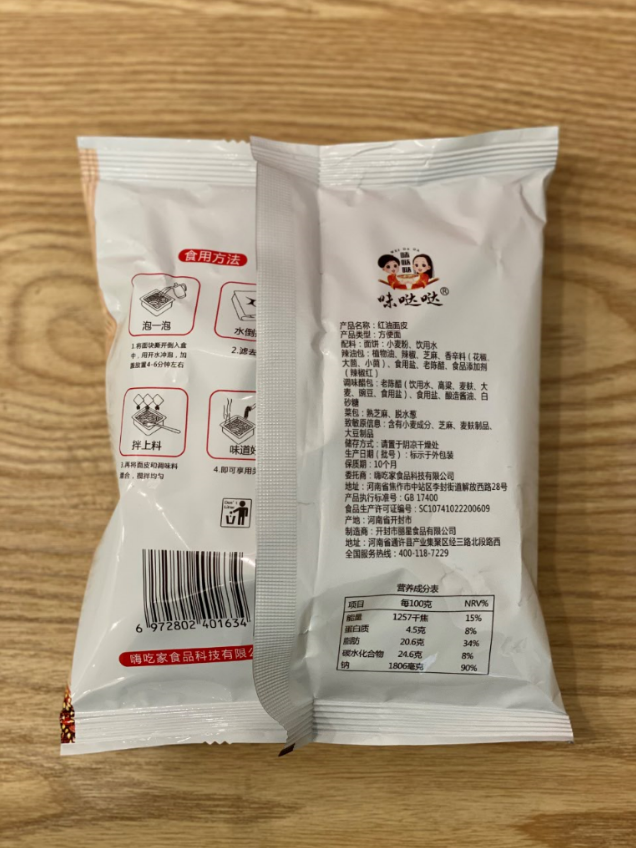 食用方法
泡一泡
1.将面块撕开倒入盒
中，用开水冲泡，加
盖放置4-6分钟左右
水倒
2.滤去
拌上料
3.再将面皮和调味料
混合，搅拌均匀
味道好
4.即可享用美
6 972802 401634
嗨吃家食品科技有限公
味哒哒
味哒哒®
产品名称：红油面皮
产品类型：方便面
配料：面饼：小麦粉、饮用水
辣油包：植物油、辣椒、芝麻、香辛料（花椒、
大茴、小茴）、食用盐、老陈醋、食品添加剂
（辣椒红）
调味醋包：老陈醋（饮用水、高粱、麦麸、大
麦、豌豆、食用盐）、食用盐、酿造酱油、白
砂糖
菜包：熟芝麻、脱水葱
致敏原信息：含有小麦成分、芝麻、麦麸制品、
大豆制品
储存方式：请置于阴凉干燥处
生产日期（批号）：标示于外包装
保质期：10个月
委托商：嗨吃家食品科技有限公司
地址：河南省焦作市中站区李封街道解放西路28号
产品执行标准号：GB 17400
食品生产许可证编号：SC10741022200609
产地：河南省开封市
制造商：开封市丽星食品有限公司
地址：河南省通许县产业集聚区经三路北段路西
全国服务热线：400-118-7229
营养成分表
项目 每100克 NRV%
能量 1257千焦 15%
蛋白质 4.5克 8%
脂肪 20.6克 34%
碳水化合物 24.6克 8%
钠 1806毫克 90%